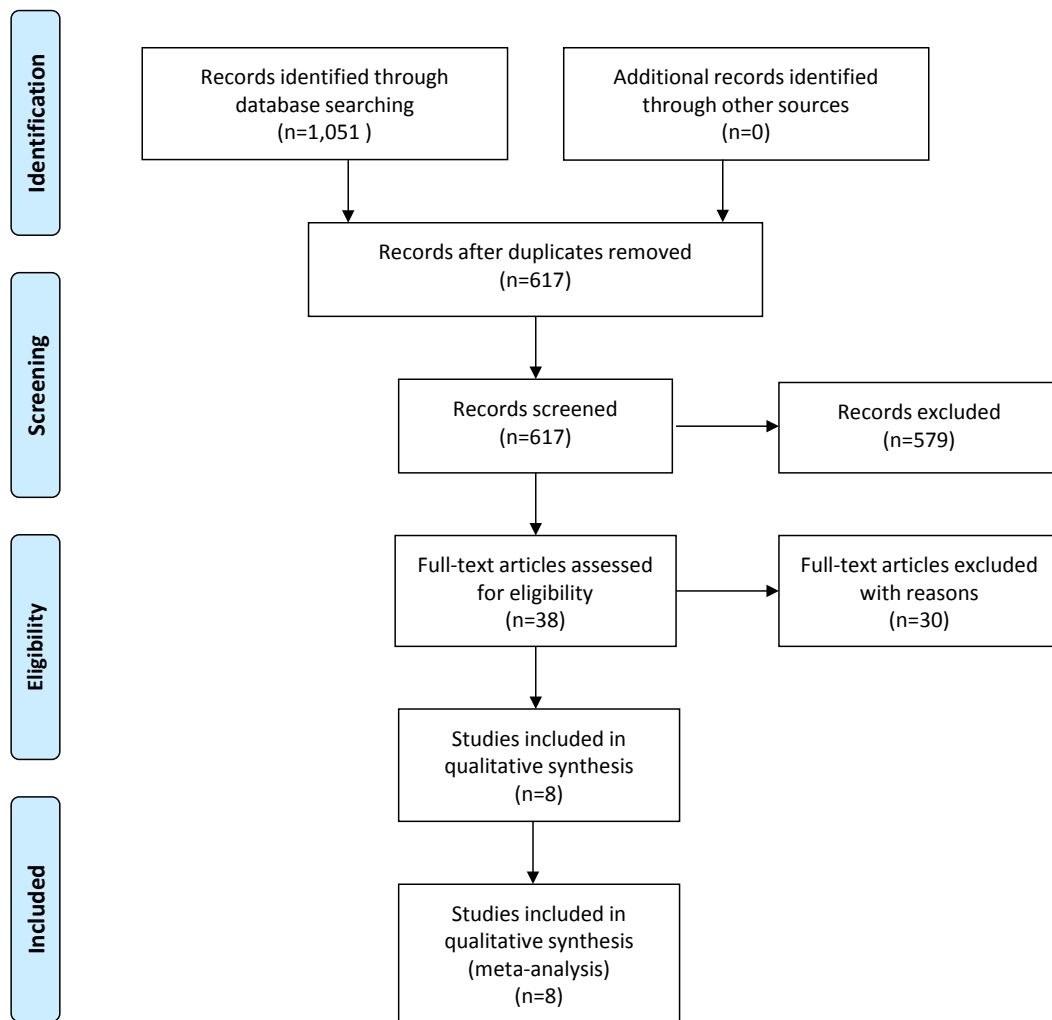 Identification
Records identified through
database searching
(n=1,051 )
Additional records identified
through other sources
(n=0)
Records after duplicates removed
(n=617)
Screening
Records screened
(n=617)
Records excluded
(n=579)
Eligibility
Full-text articles assessed
for eligibility
(n=38)
Full-text articles excluded
with reasons
(n=30)
Studies included in
qualitative synthesis
(n=8)
Included
Studies included in
qualitative synthesis
(meta-analysis)
(n=8)